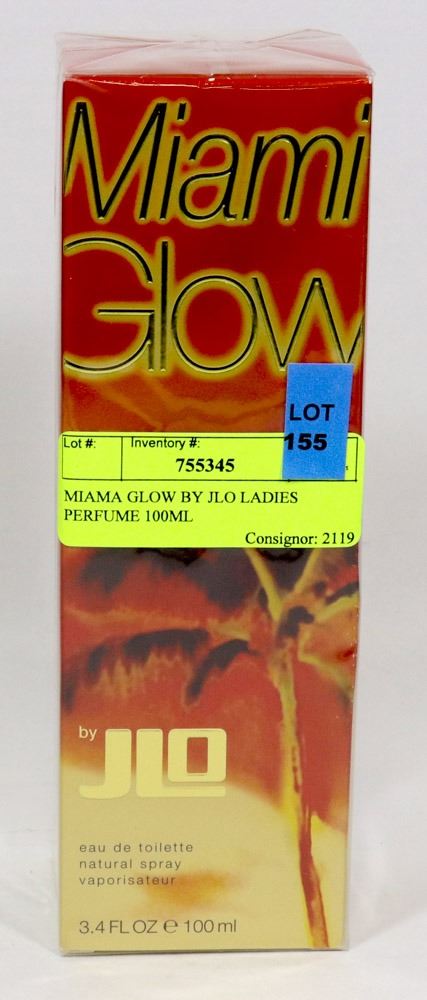 Miami
Glow
LOT
155
Lot #:
Inventory #:
755345
MIAMA GLOW BY JLO LADIES
PERFUME 100ML
Consignor: 2119
by
JLO
eau de toilette
natural spray
vaporisateur
3.4 FL OZ ℮ 100 ml